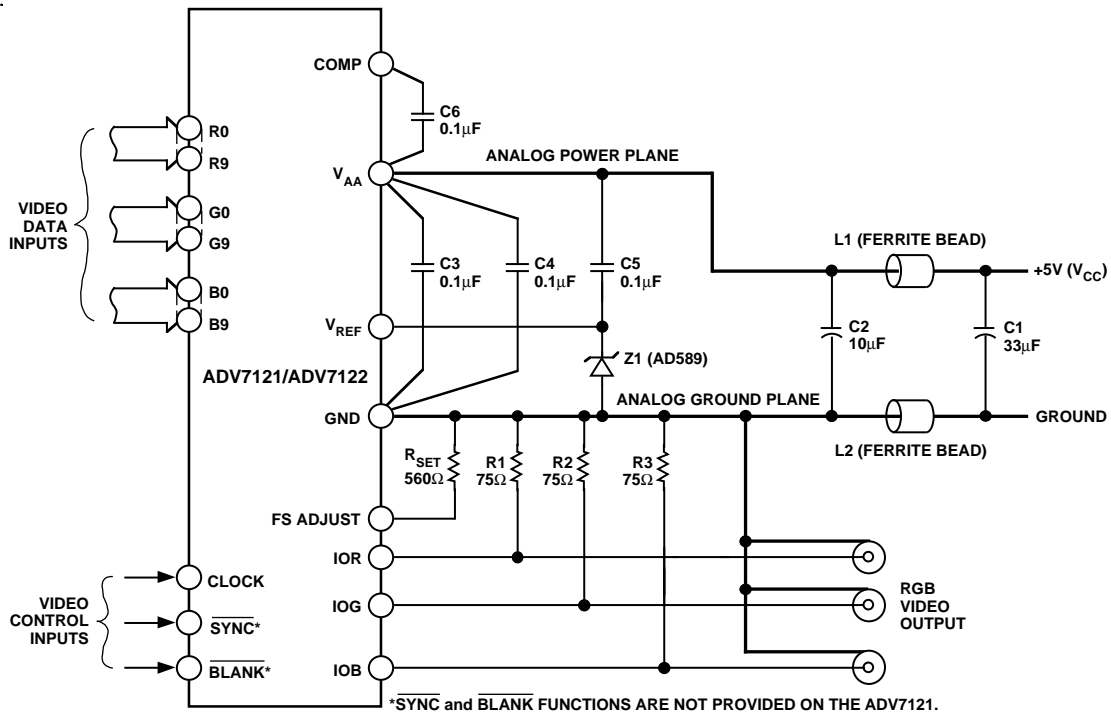 COMP
C6
0.1µF
R0
R9
ANALOG POWER PLANE
VAA
VIDEO
DATA
INPUTS
G0
G9
L1 (FERRITE BEAD)
+5V (VCC)
C3
0.1µF
C4
0.1µF
C5
0.1µF
B0
B9
VREF
C2
10µF
C1
33µF
Z1 (AD589)
ADV7121/ADV7122
ANALOG GROUND PLANE
GND
GROUND
L2 (FERRITE BEAD)
RSET
560Ω
R1
75Ω
R2
75Ω
R3
75Ω
FS ADJUST
IOR
CLOCK
VIDEO
CONTROL
INPUTS
SYNC*
IOG
RGB
VIDEO
OUTPUT
BLANK*
IOB
*SYNC and BLANK FUNCTIONS ARE NOT PROVIDED ON THE ADV7121.